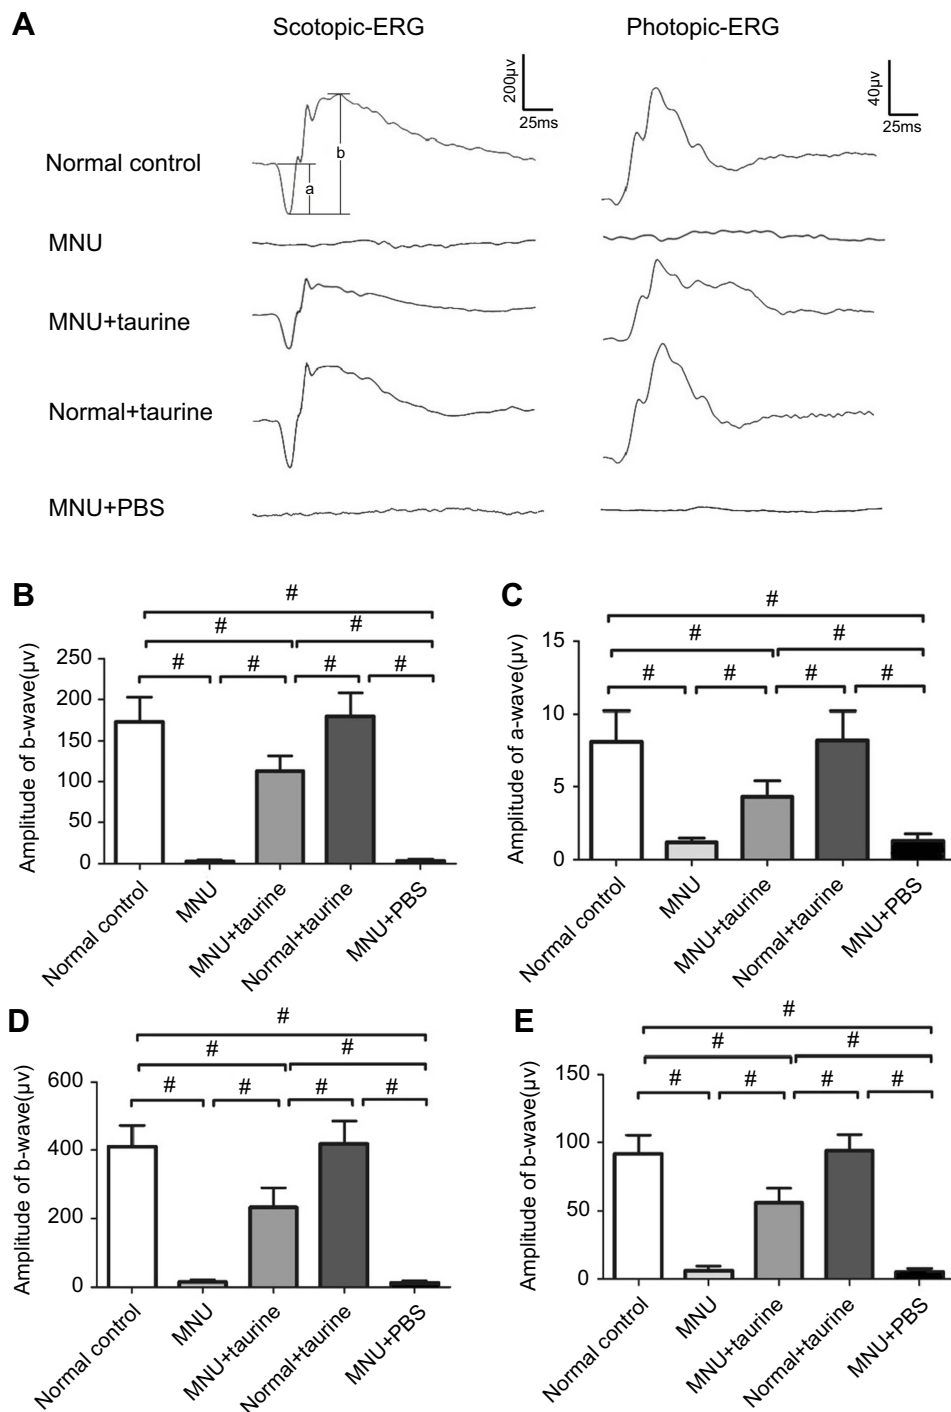 A
Scotopic-ERG
Photopic-ERG
200μv
25ms
40μv
25ms
Normal control
a
b
MNU
MNU+taurine
Normal+taurine
MNU+PBS
B
#
# #
# # # #
Amplitude of b-wave(μv)
250
200
150
100
50
0
Normal control
MNU
MNU+taurine
Normal+taurine
MNU+PBS
C
#
# #
# # # #
Amplitude of a-wave(μv)
15
10
5
0
Normal control
MNU
MNU+taurine
Normal+taurine
MNU+PBS
D
#
# #
# # # #
Amplitude of b-wave(μv)
600
400
200
0
Normal control
MNU
MNU+taurine
Normal+taurine
MNU+PBS
E
#
# #
# # # #
Amplitude of b-wave(μv)
150
100
50
0
Normal control
MNU
MNU+taurine
Normal+taurine
MNU+PBS